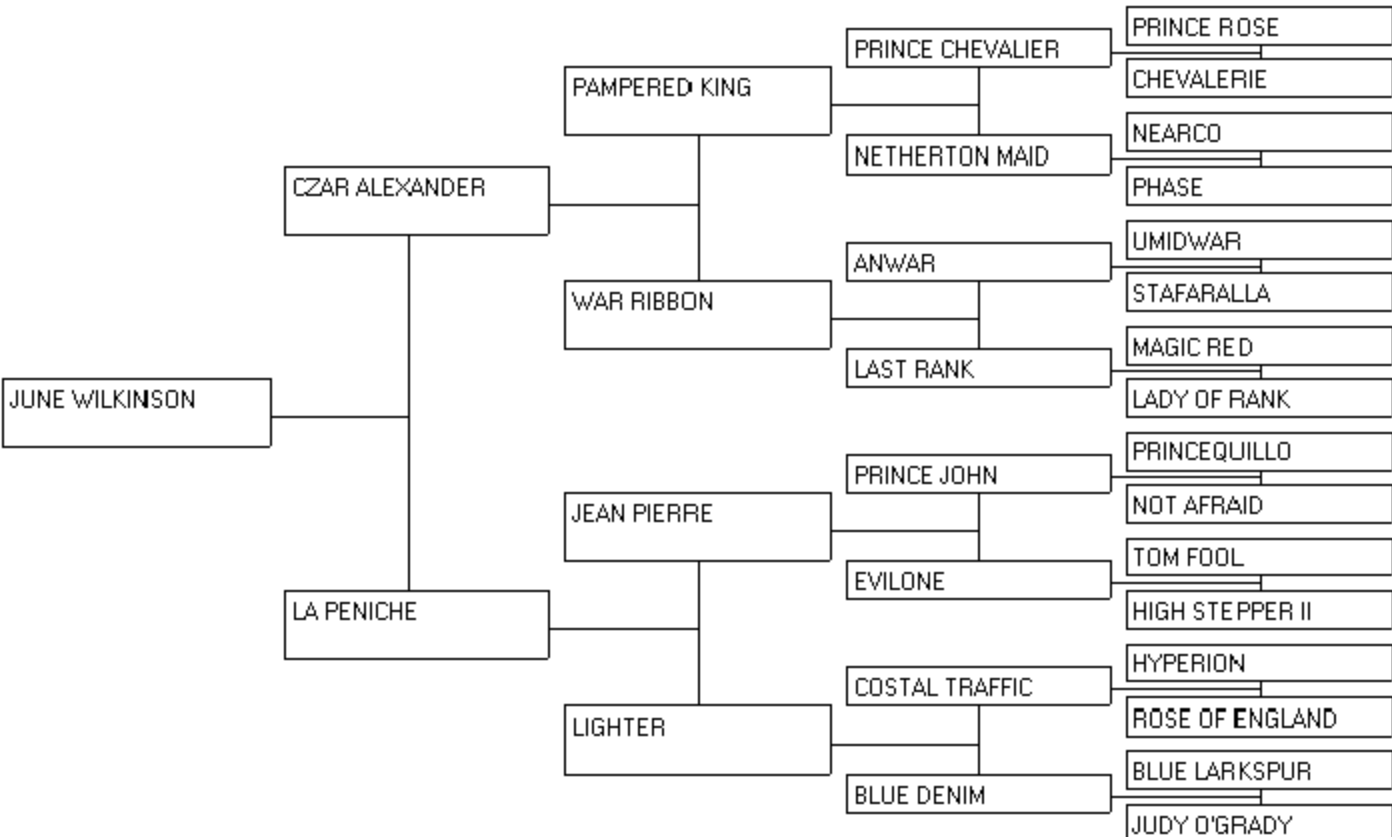 PRINCE ROSE
PRINCE CHEVALIER
CHEVALERIE
PAMPERED KING
NEARCO
NETHERTON MAID
PHASE
CZAR ALEXANDER
UMIDWAR
ANWAR
STAFARALLA
WAR RIBBON
MAGIC RED
LAST RANK
LADY OF RANK
JUNE WILKINSON
PRINCEQUILLO
PRINCE JOHN
NOT AFRAID
JEAN PIERRE
TOM FOOL
EVILONE
HIGH STEPPER II
LA PENICHE
HYPERION
COSTAL TRAFFIC
ROSE OF ENGLAND
LIGHTER
BLUE LARKSPUR
BLUE DENIM
JUDY O'GRADY